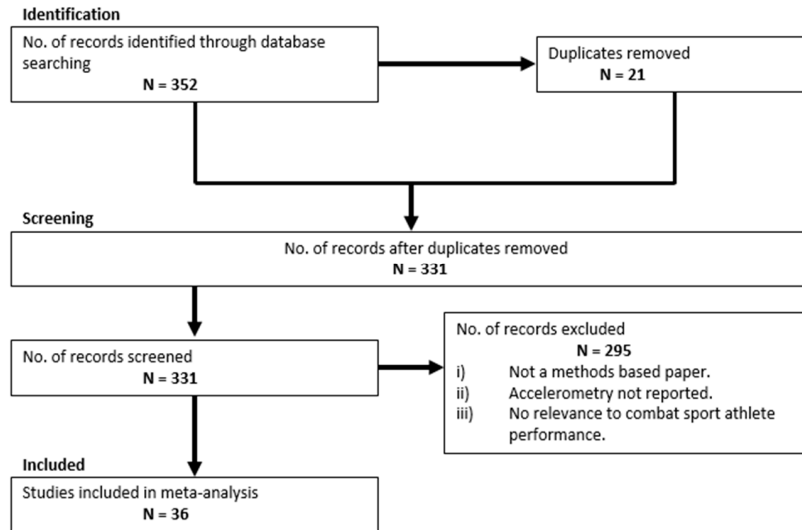 Identification
No. of records identified through database
searching
N = 352
Duplicates removed
N = 21
Screening
No. of records after duplicates removed
N = 331
No. of records screened
N = 331
No. of records excluded
N = 295
i) Not a methods based paper.
ii) Accelerometry not reported.
iii) No relevance to combat sport athlete
performance.
Included
Studies included in meta-analysis
N = 36